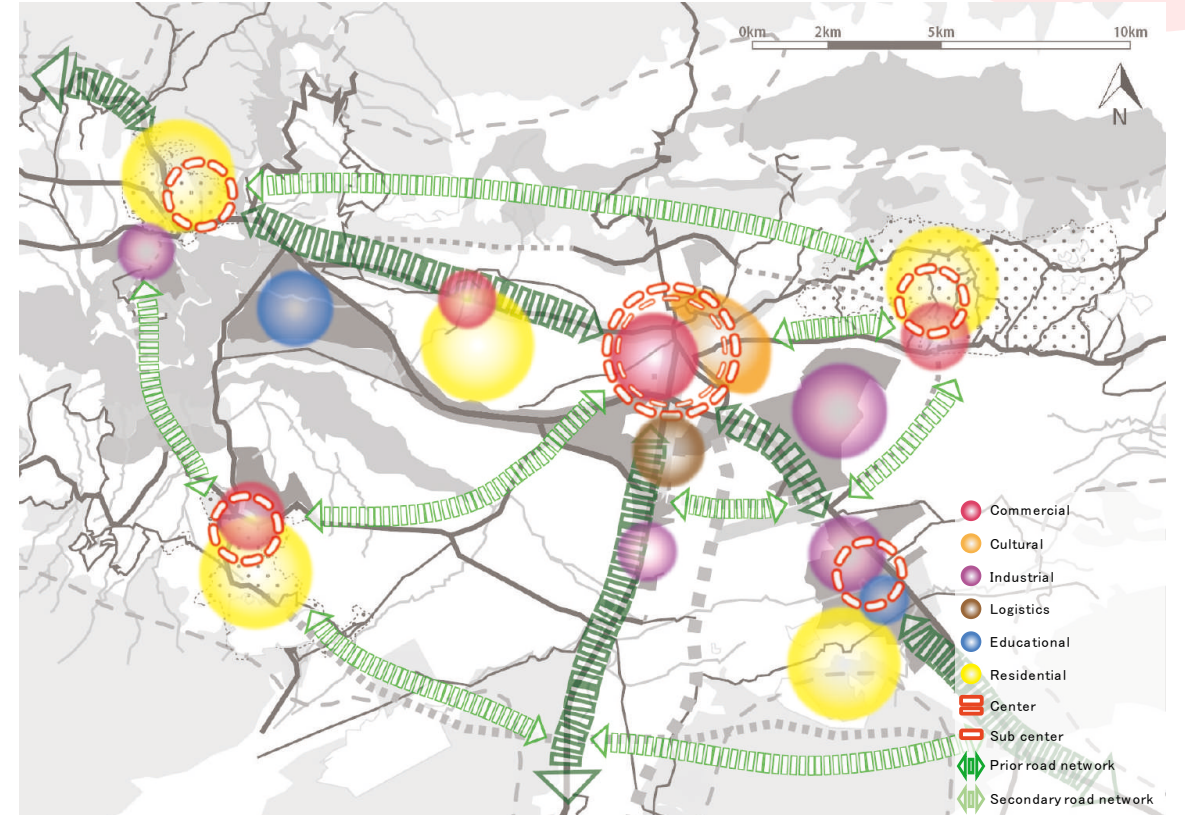 0km 2km 5km 10km
N
Commercial
Cultural
Industrial
Logistics
Educational
Residential
Center
Sub center
Prior road network
Secondary road network